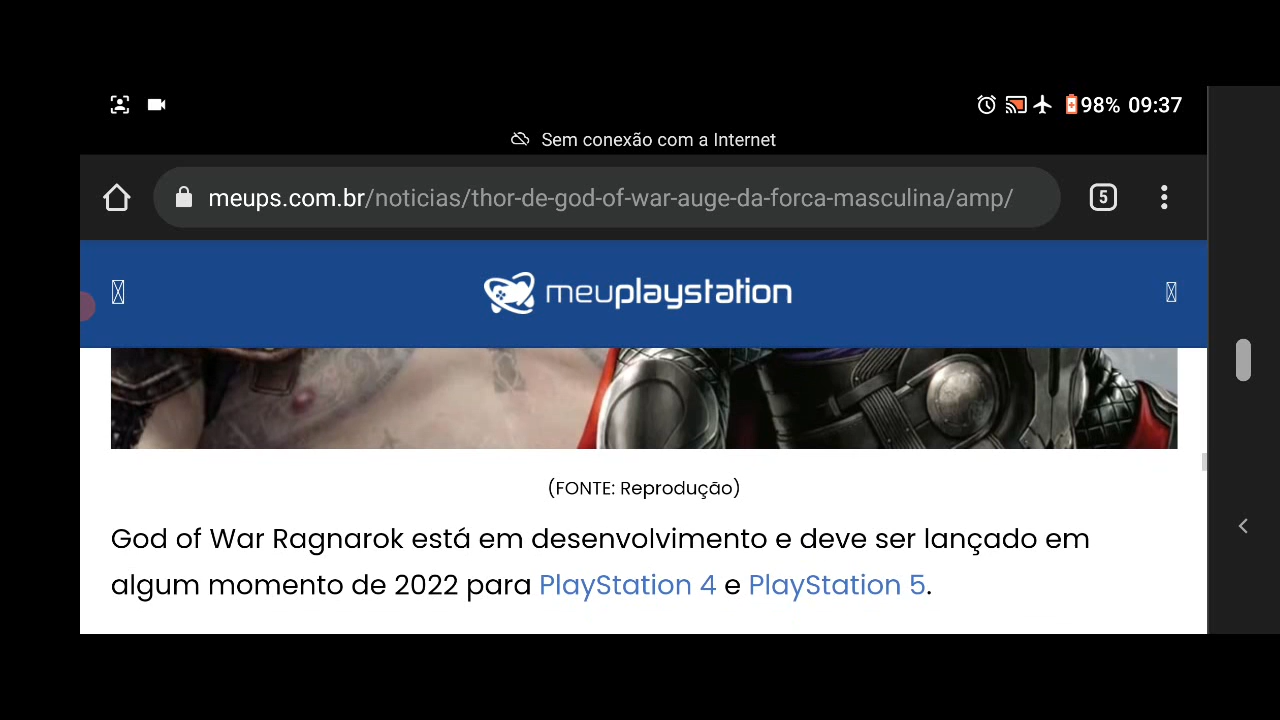 98% 09:37
Sem conexão com a Internet
meups.com.br/noticias/thor-de-god-of-war-auge-da-forca-masculina/amp/
5
meuplaystation
(FONTE: Reprodução)
God of War Ragnarok está em desenvolvimento e deve ser lançado em
algum momento de 2022 para PlayStation 4 e PlayStation 5.